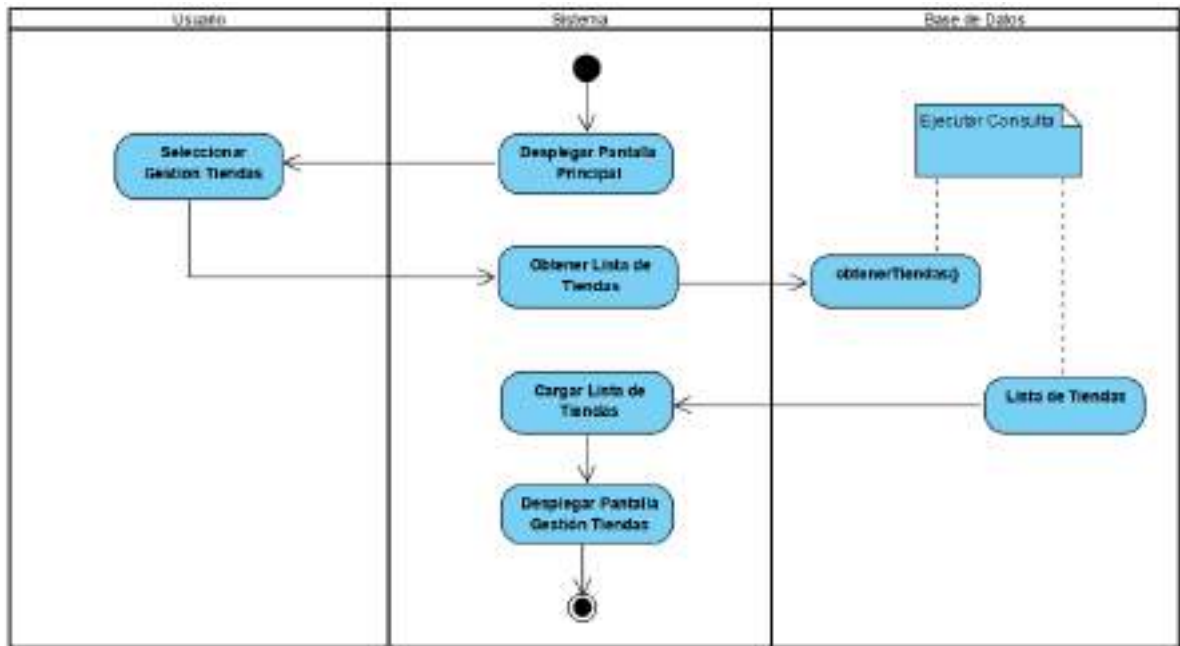 Usuario
Sistema
Base de Datos
Ejecutar Consulta
Seleccionar
Gestión Tiendas
Desplegar Pantalla
Principal
Obtener Lista de
Tiendas
obtenerTiendas()
Cargar Lista de
Tiendas
Lista de Tiendas
Desplegar Pantalla
Gestión Tiendas